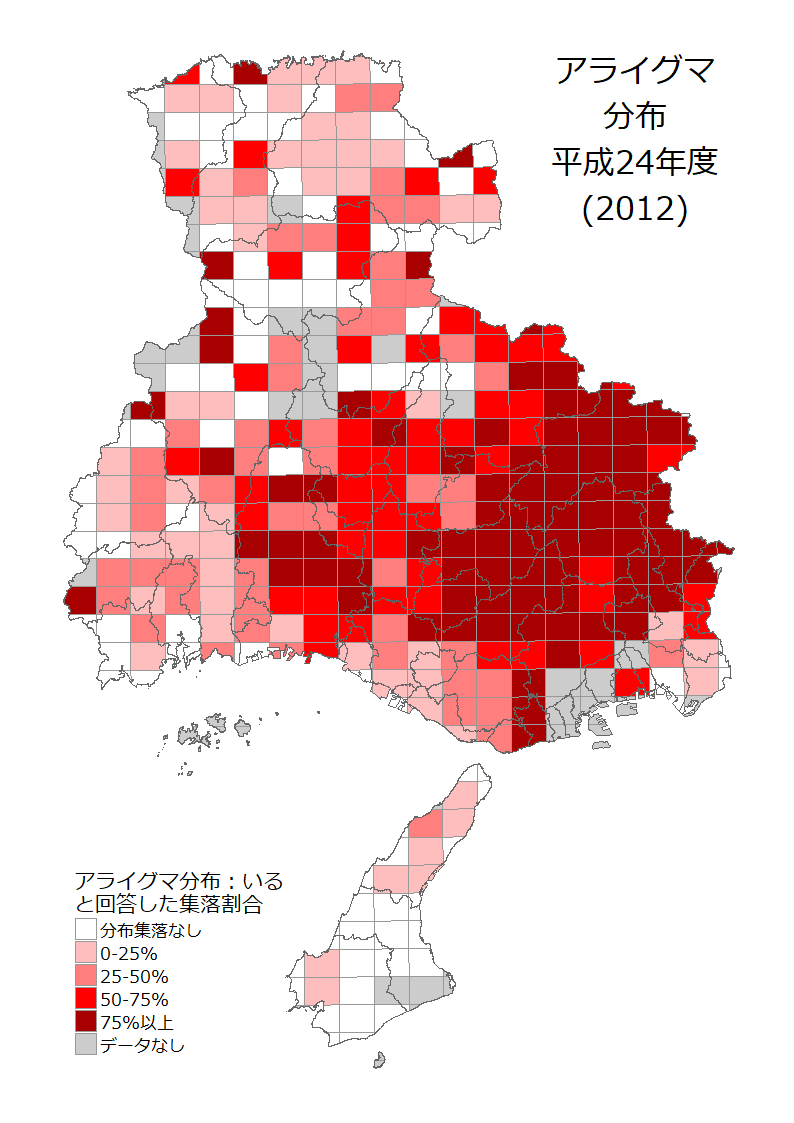 アライグマ
分布
平成24年度
(2012)
アライグマ分布：いる
と回答した集落割合
分布集落なし
0-25%
25-50%
50-75%
75%以上
データなし